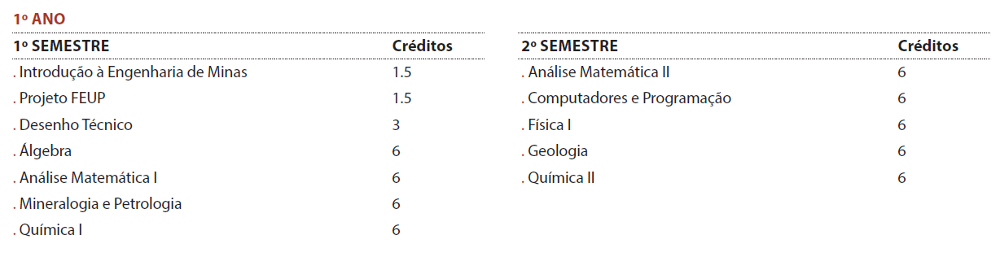 1º ANO
1º SEMESTRE Créditos
. Introdução à Engenharia de Minas 1.5
. Projeto FEUP 1.5
. Desenho Técnico 3
. Álgebra 6
. Análise Matemática I 6
. Mineralogia e Petrologia 6
. Química I 6
2º SEMESTRE Créditos
. Análise Matemática II 6
. Computadores e Programação 6
. Física I 6
. Geologia 6
. Química II 6